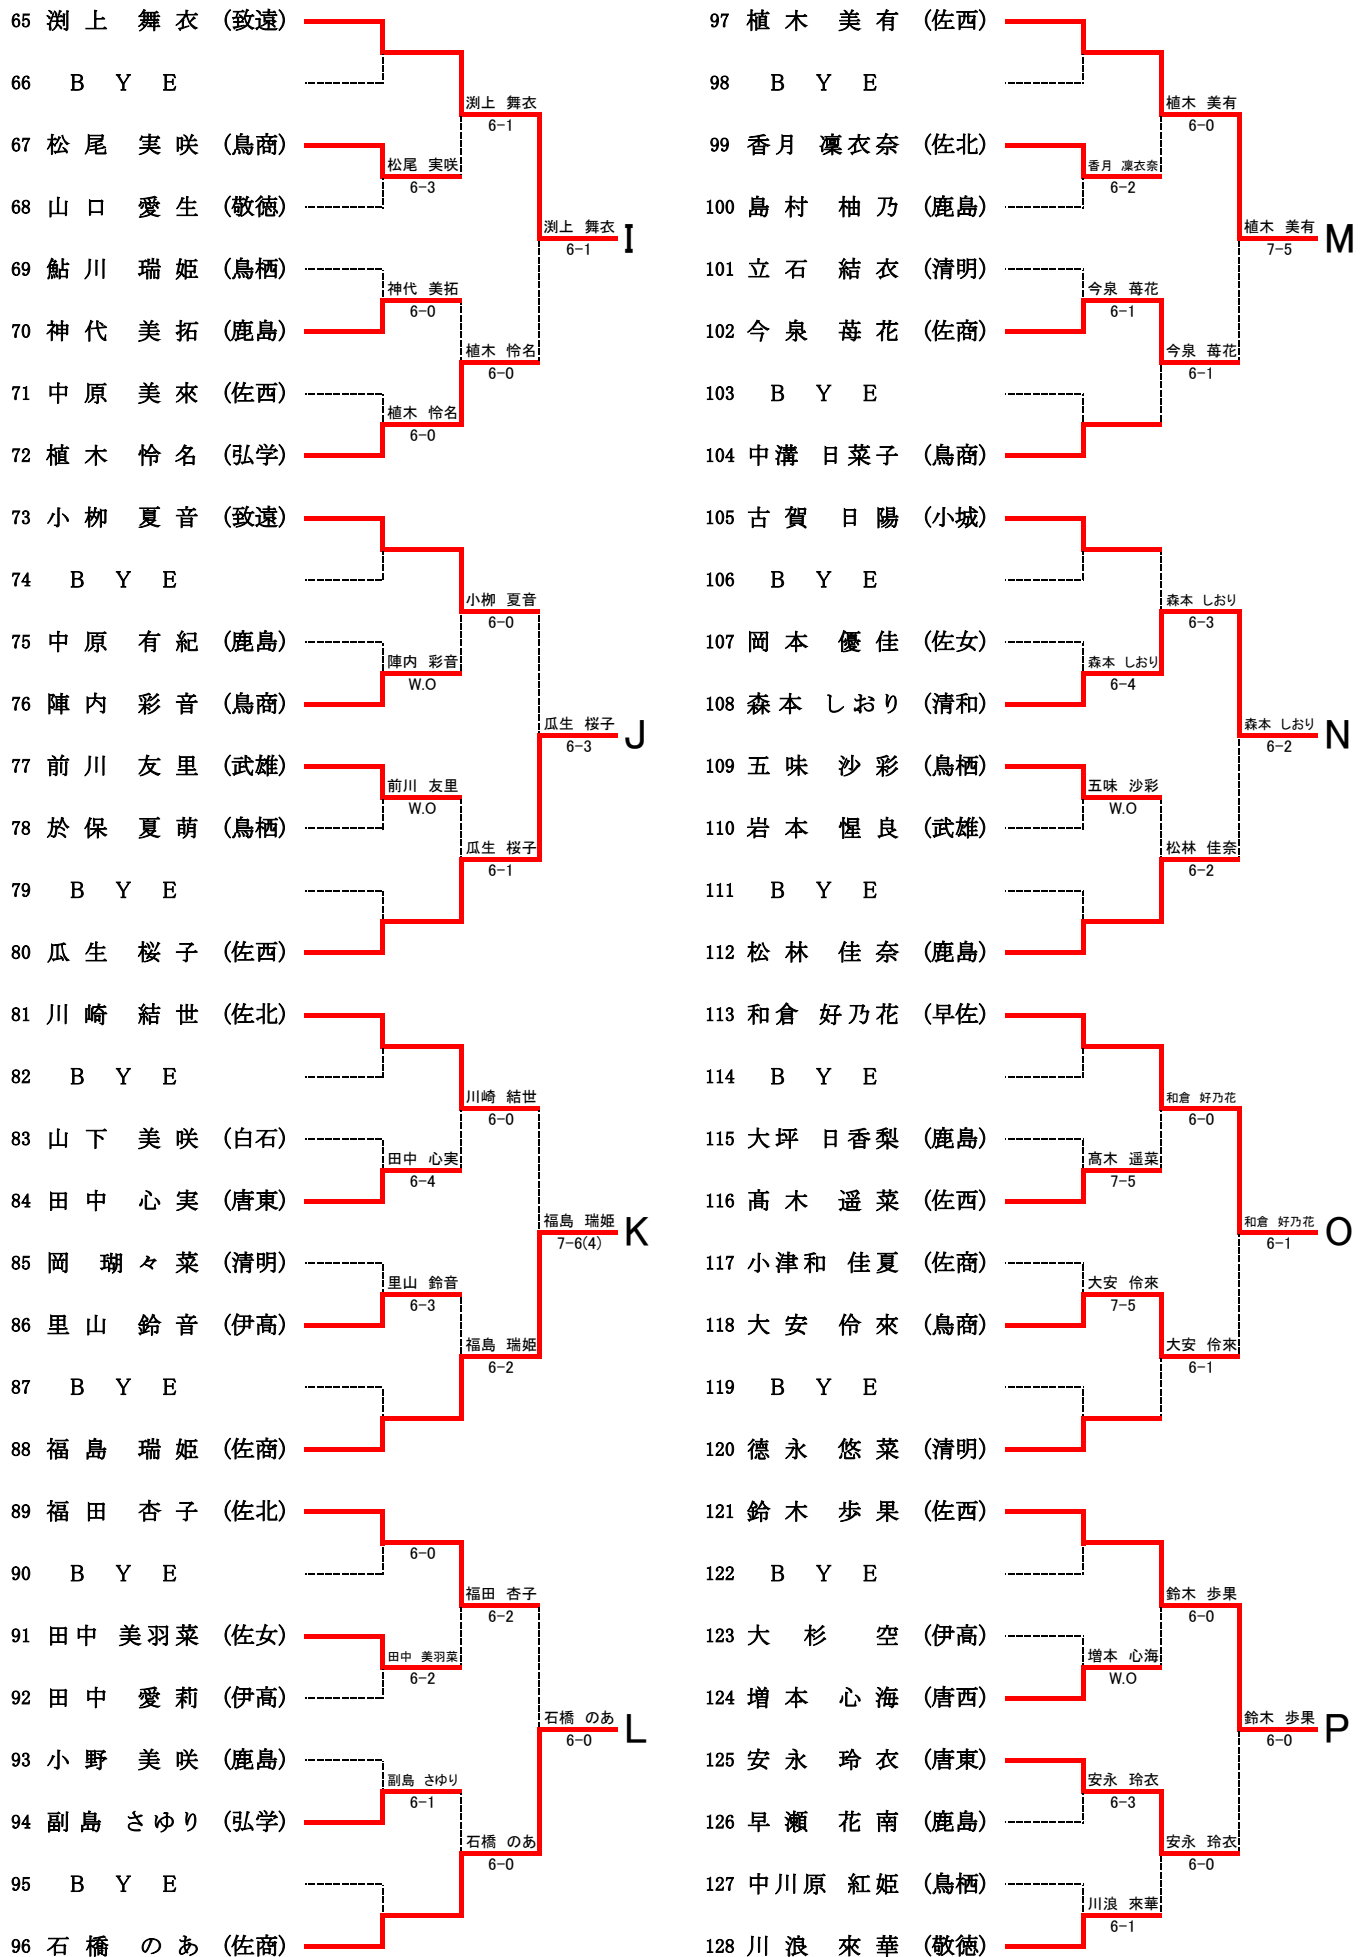 65 渕上 舞衣 (致遠)
66 BYE
渕上 舞衣
6-1
67 松尾 実咲 (鳥商)
松尾 実咲
6-3
68 山口 愛生 (敬徳)
渕上 舞衣
6-1
I
69 鮎川 瑞姫 (鳥栖)
神代 美拓
6-0
70 神代 美拓 (鹿島)
植木 怜名
6-0
71 中原 美來 (佐西)
植木 怜名
6-0
72 植木 怜名 (弘学)
73 小栁 夏音 (致遠)
74 BYE
小栁 夏音
6-0
75 中原 有紀 (鹿島)
陣内 彩音
W.O
76 陣内 彩音 (鳥商)
瓜生 桜子
6-3
J
77 前川 友里 (武雄)
前川 友里
W.O
78 於保 夏萌 (鳥栖)
瓜生 桜子
6-1
79 BYE
80 瓜生 桜子 (佐西)
81 川崎 結世 (佐北)
82 BYE
川崎 結世
6-0
83 山下 美咲 (白石)
田中 心実
6-4
84 田中 心実 (唐東)
福島 瑞姫
7-6(4)
K
85 岡 瑚々菜 (清明)
里山 鈴音
6-3
86 里山 鈴音 (伊高)
福島 瑞姫
6-2
87 BYE
88 福島 瑞姫 (佐商)
89 福田 杏子 (佐北)
6-0
90 BYE
福田 杏子
6-2
91 田中 美羽菜 (佐女)
田中 美羽菜
6-2
92 田中 愛莉 (伊高)
石橋 のあ
6-0
L
93 小野 美咲 (鹿島)
副島 さゆり
6-1
94 副島 さゆり (弘学)
石橋 のあ
6-0
95 BYE
96 石橋 のあ (佐商)
97 植木 美有 (佐西)
98 BYE
植木 美有
6-0
99 香月 凜衣奈 (佐北)
香月 凜衣奈
6-2
100 島村 柚乃 (鹿島)
植木 美有
7-5
M
101 立石 結衣 (清明)
今泉 苺花
6-1
102 今泉 苺花 (佐商)
今泉 苺花
6-1
103 BYE
104 中溝 日菜子 (鳥商)
105 古賀 日陽 (小城)
106 BYE
森本 しおり
6-3
107 岡本 優佳 (佐女)
森本 しおり
6-4
108 森本 しおり (清和)
森本 しおり
6-2
N
109 五味 沙彩 (鳥栖)
五味 沙彩
W.O
110 岩本 惺良 (武雄)
松林 佳奈
6-2
111 BYE
112 松林 佳奈 (鹿島)
113 和倉 好乃花 (早佐)
114 BYE
和倉 好乃花
6-0
115 大坪 日香梨 (鹿島)
髙木 遥菜
7-5
116 髙木 遥菜 (佐西)
和倉 好乃花
6-1
O
117 小津和 佳夏 (佐商)
大安 伶來
7-5
118 大安 伶來 (鳥商)
大安 伶來
6-1
119 BYE
120 德永 悠菜 (清明)
121 鈴木 歩果 (佐西)
122 BYE
鈴木 歩果
6-0
123 大杉 空 (伊高)
増本 心海
W.O
124 増本 心海 (唐西)
鈴木 歩果
6-0
P
125 安永 玲衣 (唐東)
安永 玲衣
6-3
126 早瀬 花南 (鹿島)
安永 玲衣
6-0
127 中川原 紅姫 (鳥栖)
川浪 來華
6-1
128 川浪 來華 (敬徳)